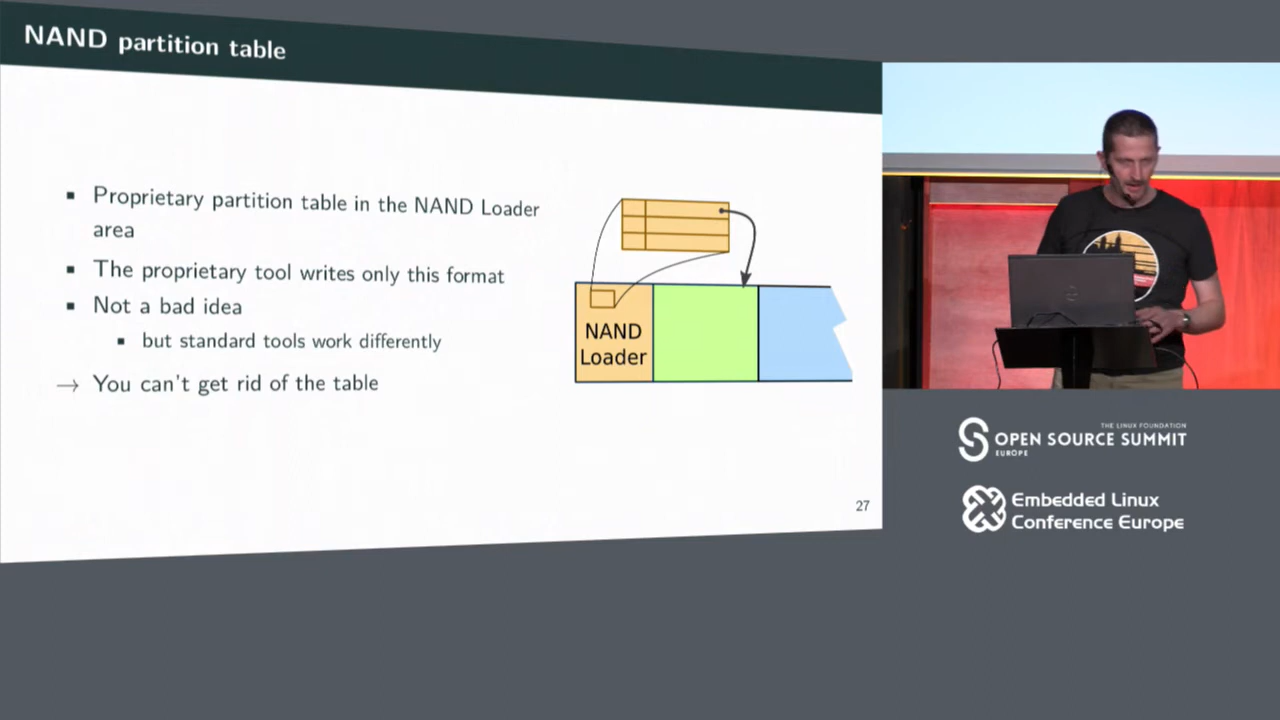 NAND partition table
▪ Proprietary partition table in the NAND Loader
area
▪ The proprietary tool writes only this format
▪ Not a bad idea
▪ but standard tools work differently
→ You can't get rid of the table
NAND
Loader
27
THE LINUX FOUNDATION
OPEN SOURCE SUMMIT
EUROPE
Embedded Linux
Conference Europe